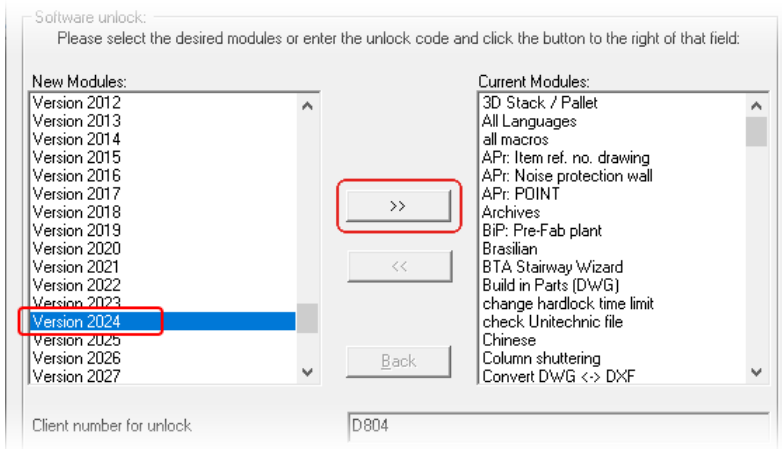 Software unlock:
Please select the desired modules or enter the unlock code and click the button to the right of that field:
New Modules:
Version 2012
Version 2013
Version 2014
Version 2015
Version 2016
Version 2017
Version 2018
Version 2019
Version 2020
Version 2021
Version 2022
Version 2023
Version 2024
Version 2025
Version 2026
Version 2027
>>
<<
Back
Current Modules:
3D Stack / Pallet
All Languages
all macros
APr: Item ref. no. drawing
APr: Noise protection wall
APr: POINT
Archives
BiP: Pre-Fab plant
Brasilian
BTA Stairway Wizard
Build in Parts (DWG)
change hardlock time limit
check Unitechnic file
Chinese
Column shuttering
Convert DWG <-> DXF
Client number for unlock
D804